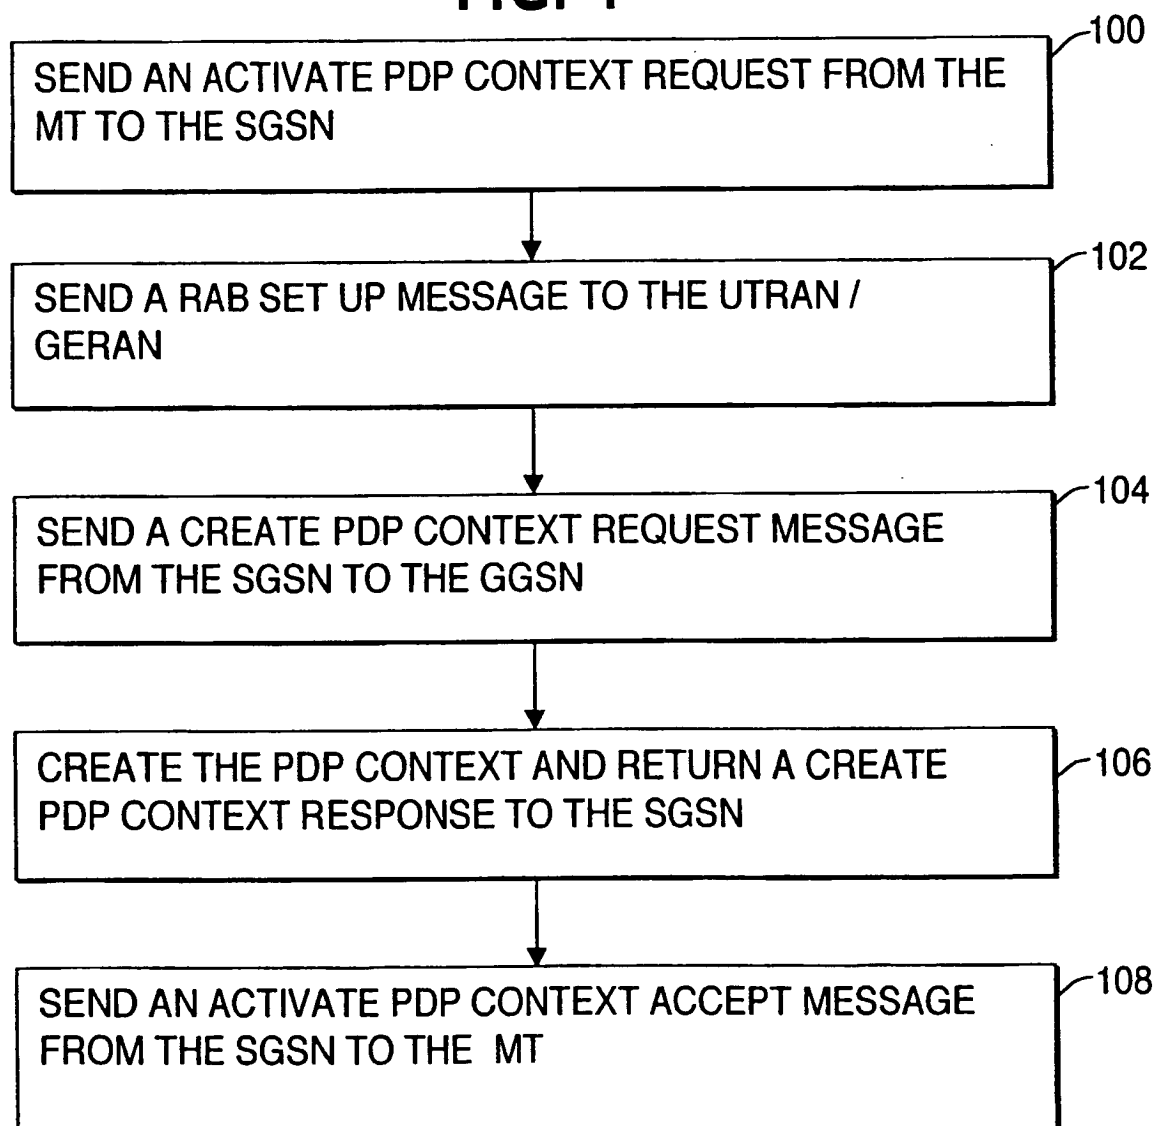 100
SEND AN ACTIVATE PDP CONTEXT REQUEST FROM THE
MT TO THE SGSN
102
SEND A RAB SET UP MESSAGE TO THE UTRAN /
GERAN
104
SEND A CREATE PDP CONTEXT REQUEST MESSAGE
FROM THE SGSN TO THE GGSN
106
CREATE THE PDP CONTEXT AND RETURN A CREATE
PDP CONTEXT RESPONSE TO THE SGSN
108
SEND AN ACTIVATE PDP CONTEXT ACCEPT MESSAGE
FROM THE SGSN TO THE MT